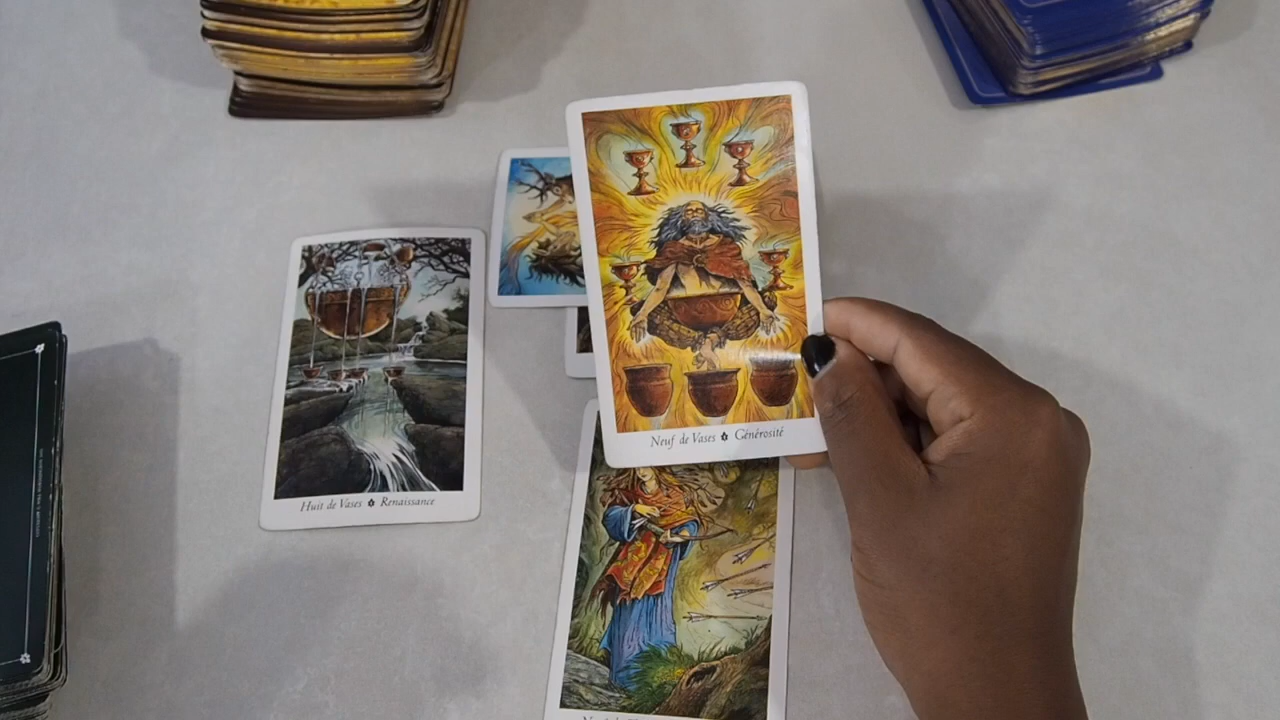 Neuf de Vases Générosité
Huit de Vases Renaissance